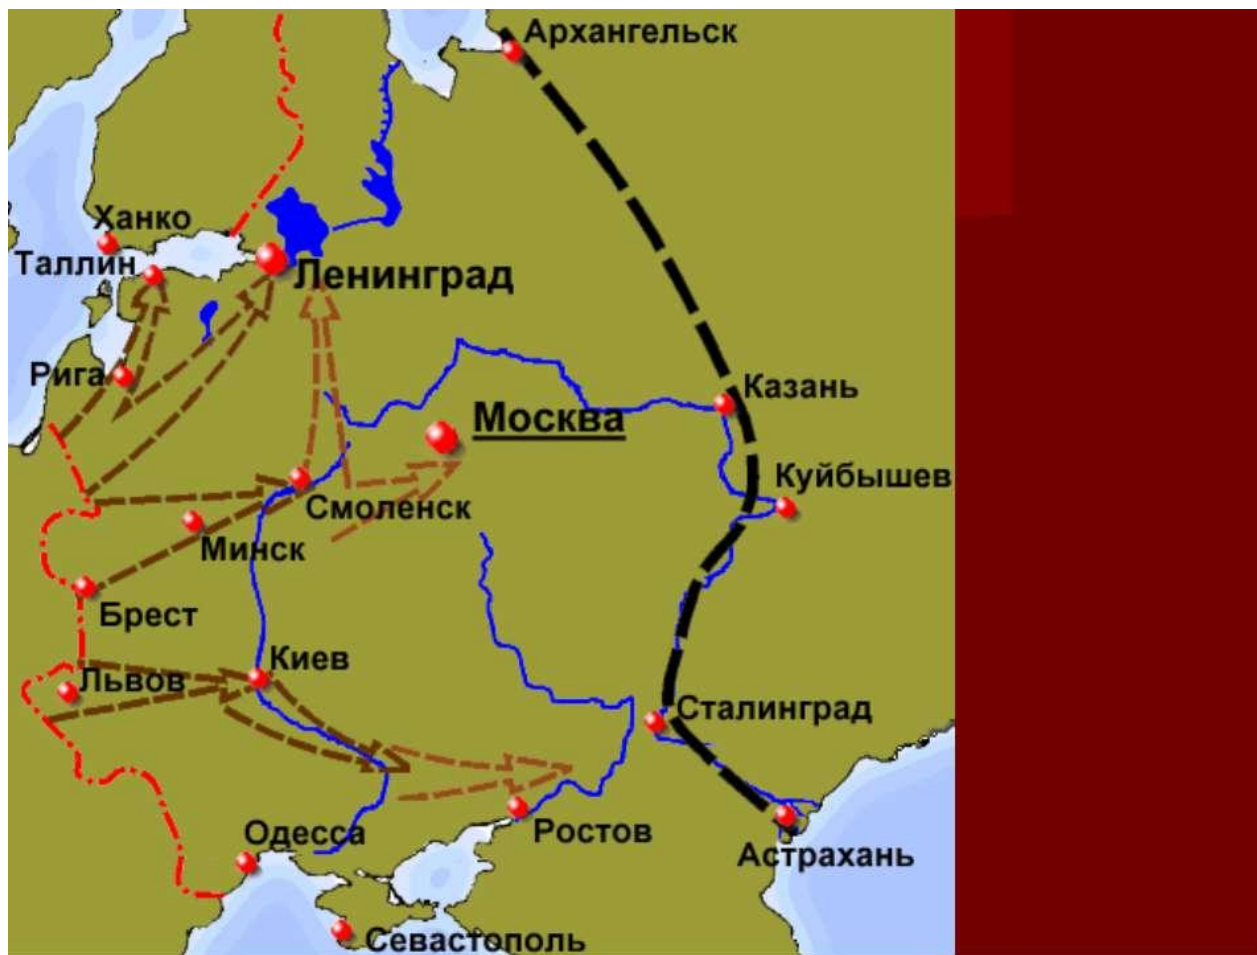 Архангельск
Ханко
Таллин
Ленинград
Рига
Казань
Москва
Куйбышев
Смоленск
Минск
Брест
Киев
Львов
Сталинград
Одесса
Ростов
Астрахань
Севастополь